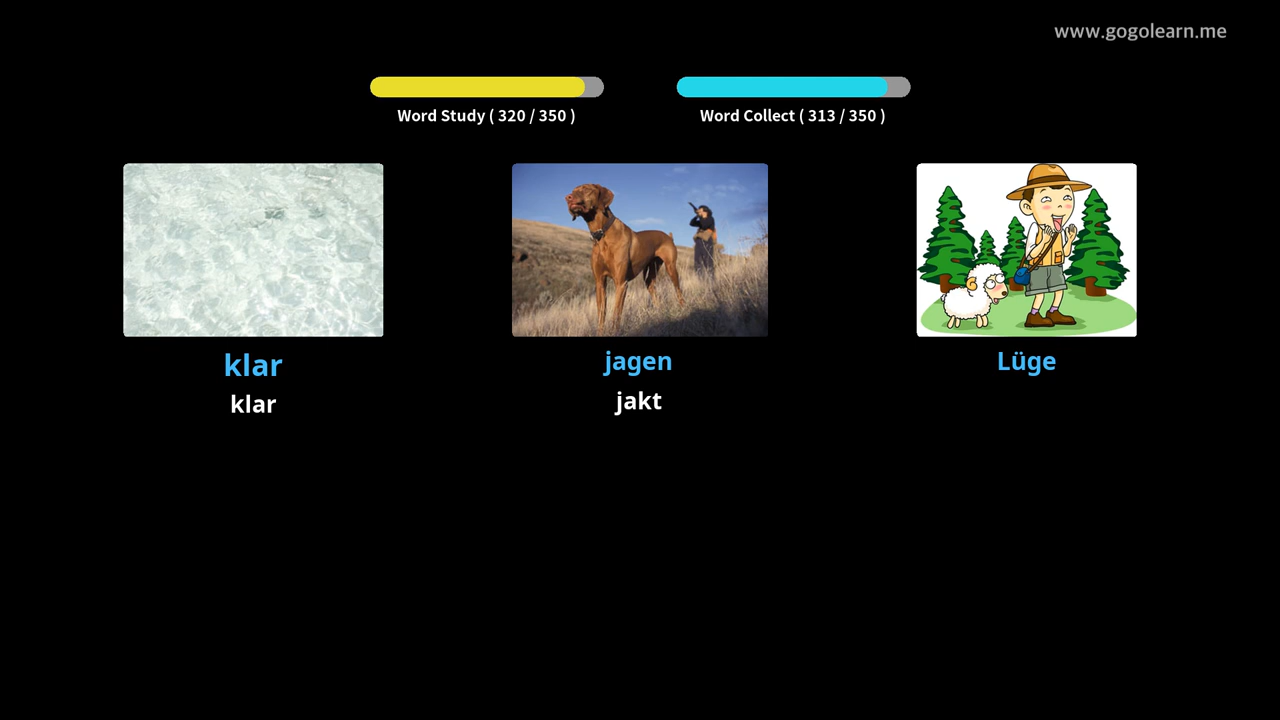 www.gogolearn.me
Word Study ( 320 / 350 )
Word Collect ( 313 / 350 )
klar
klar
jagen
jakt
Lüge